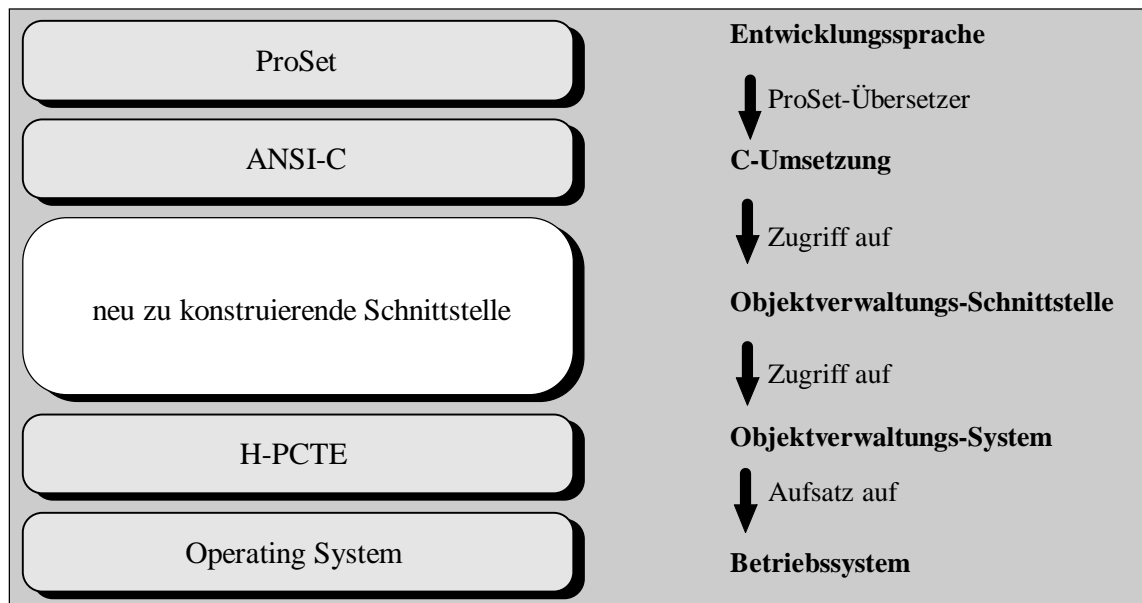 ProSet
ANSI-C
neu zu konstruierende Schnittstelle
H-PCTE
Operating System
Entwicklungssprache
ProSet-Übersetzer
C-Umsetzung
Zugriff auf
Objektverwaltungs-Schnittstelle
Zugriff auf
Objektverwaltungs-System
Aufsatz auf
Betriebssystem